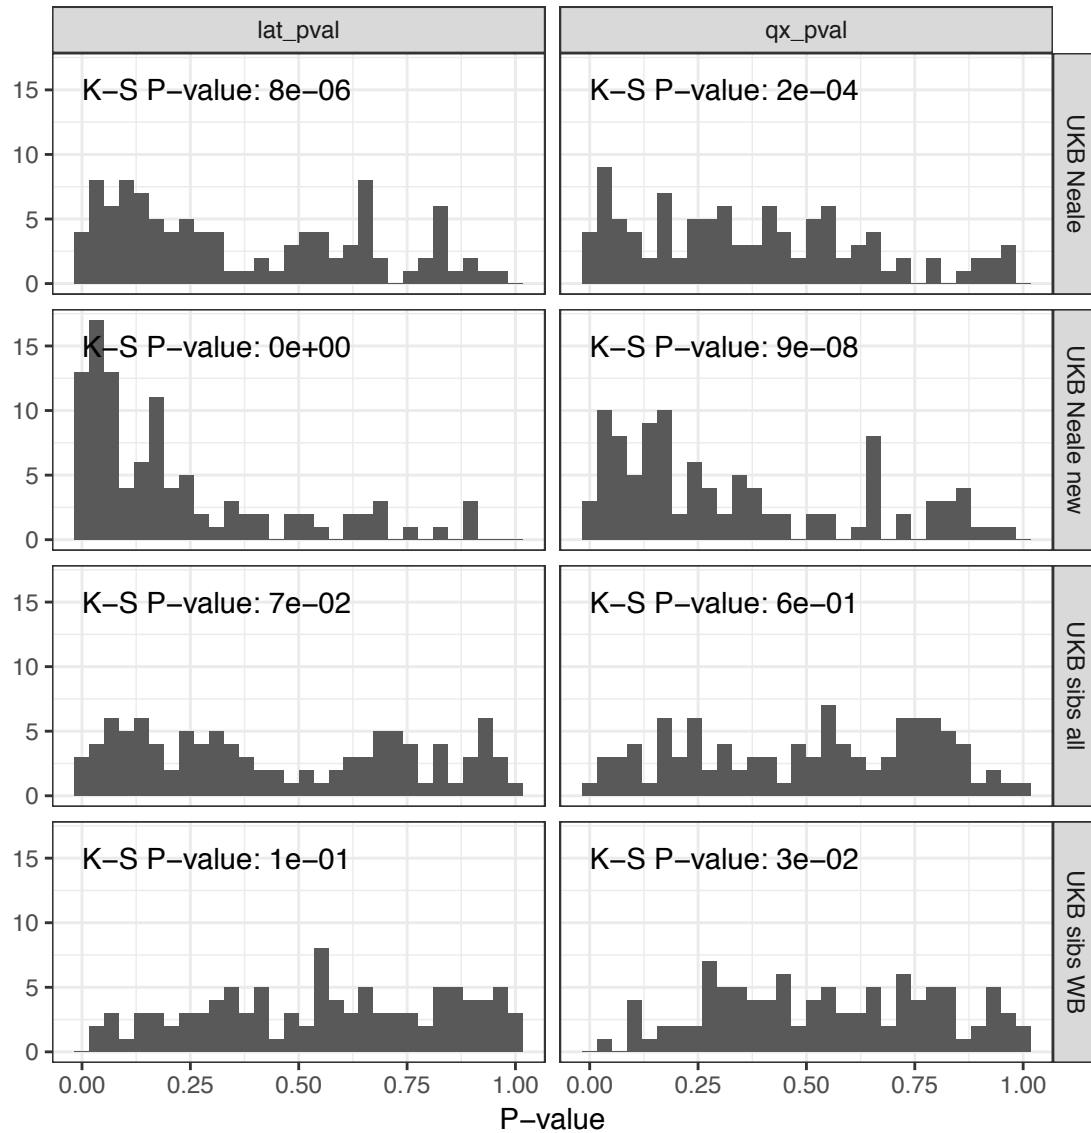 lat_pval
qx_pval
K−S P−value: 8e−06
K−S P−value: 2e−04
UKB Neale
15
10
5
0
K−S P−value: 0e+00
K−S P−value: 9e−08
UKB Neale new
15
10
5
0
K−S P−value: 7e−02
K−S P−value: 6e−01
UKB sibs all
15
10
5
0
K−S P−value: 1e−01
K−S P−value: 3e−02
UKB sibs WB
15
10
5
0
0.00 0.25 0.50 0.75 1.00
0.00 0.25 0.50 0.75 1.00
P−value